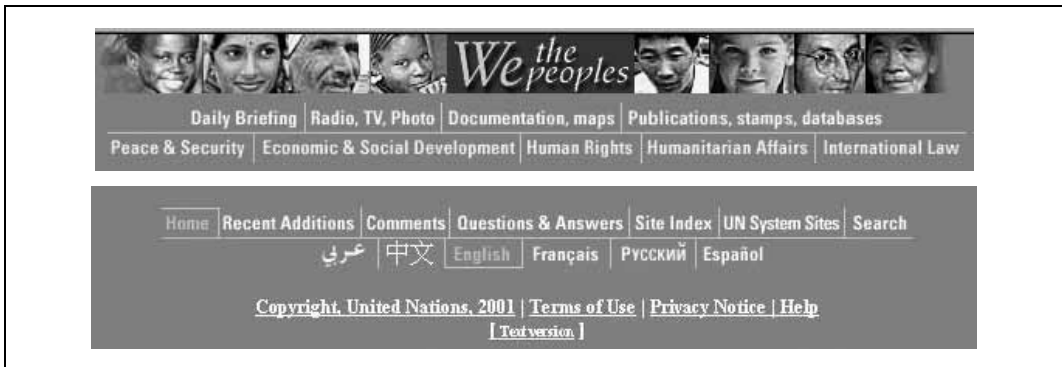 We the peoples
Daily Briefing | Radio, TV, Photo | Documentation, maps | Publications, stamps, databases
Peace & Security | Economic & Social Development | Human Rights | Humanitarian Affairs | International Law
Home | Recent Additions | Comments | Questions & Answers | Site Index | UN System Sites | Search
عربي | 中文 | English | Français | Русский | Español
Copyright, United Nations, 2001 | Terms of Use | Privacy Notice | Help
[ Text version ]